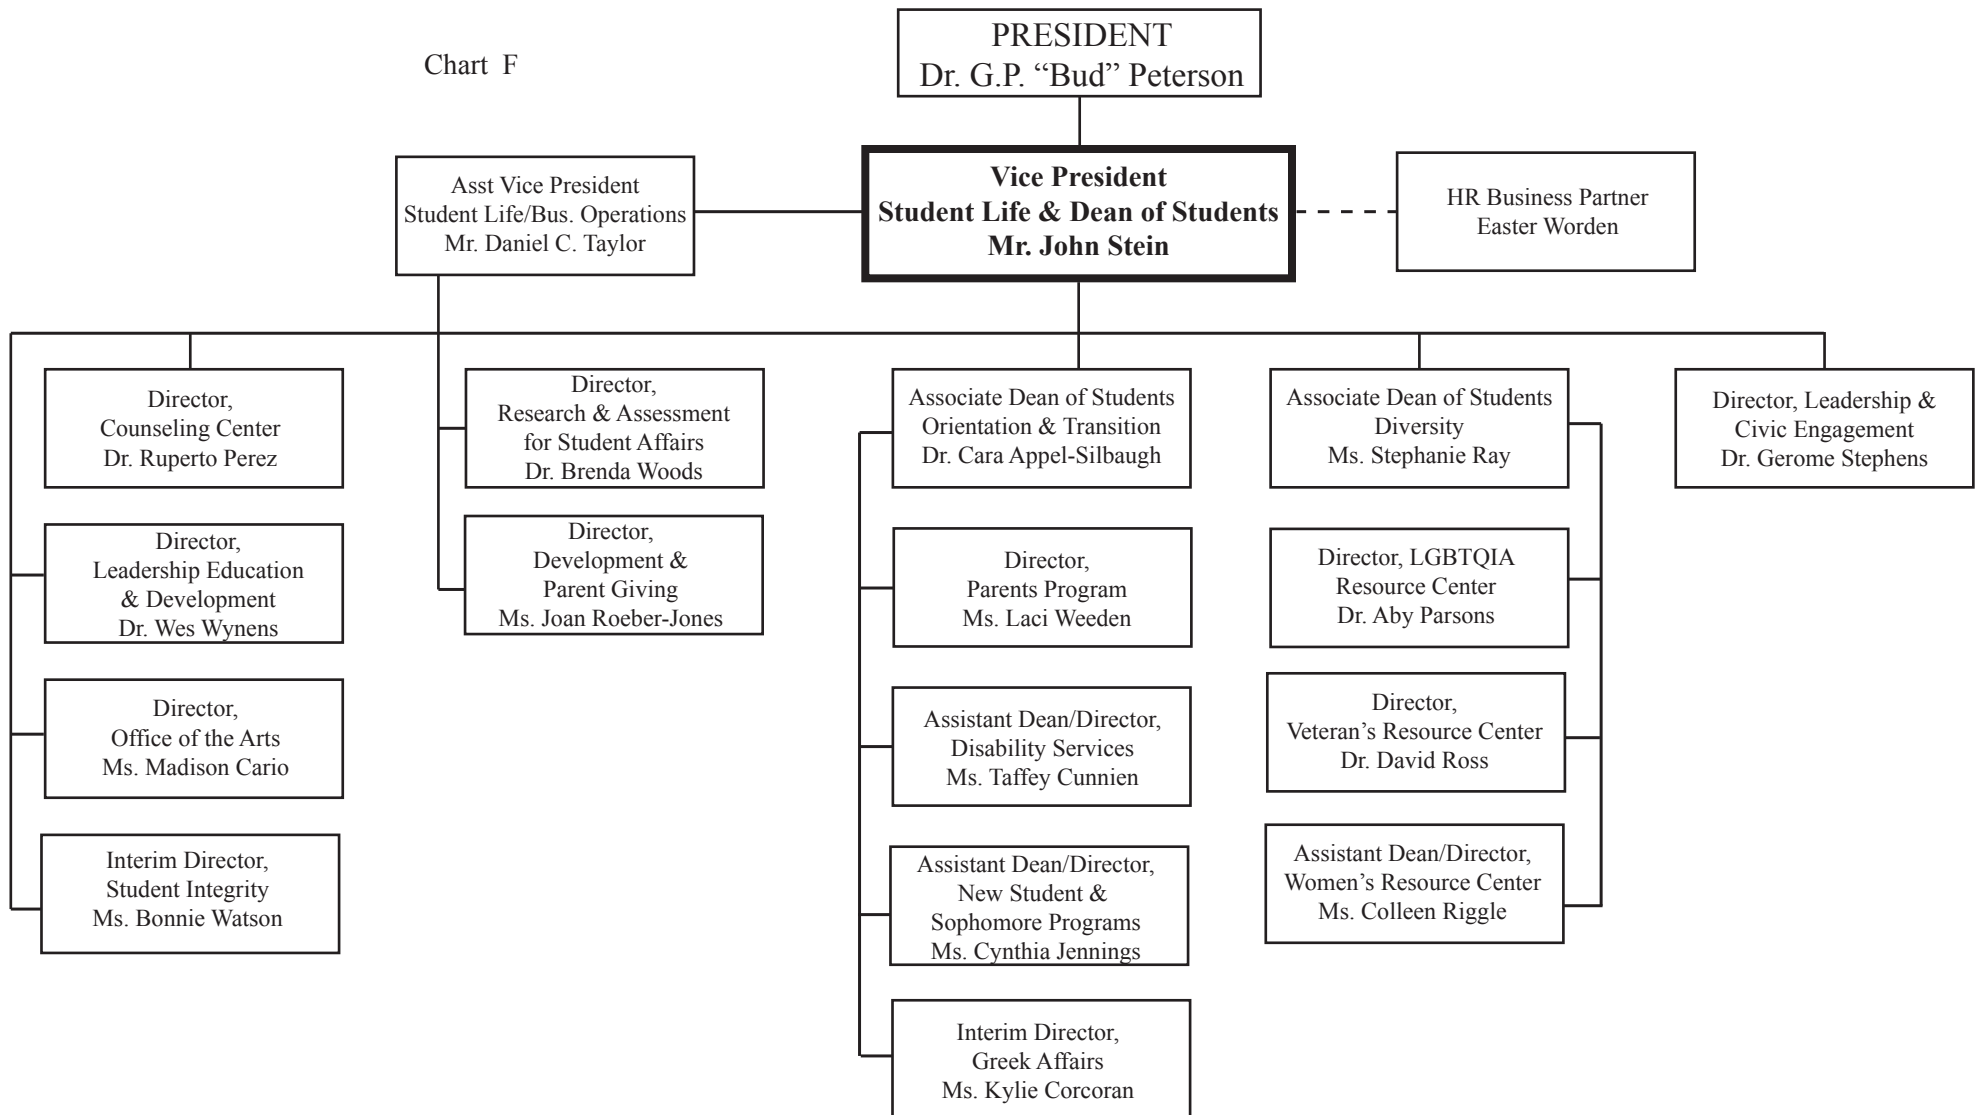 Chart F
PRESIDENT
Dr. G.P. “Bud” Peterson
Asst Vice President
Student Life/Bus. Operations
Mr. Daniel C. Taylor
Vice President
Student Life & Dean of Students
Mr. John Stein
HR Business Partner
Easter Worden
Director,
Counseling Center
Dr. Ruperto Perez
Director,
Leadership Education
& Development
Dr. Wes Wynens
Director,
Office of the Arts
Ms. Madison Cario
Interim Director,
Student Integrity
Ms. Bonnie Watson
Director,
Research & Assessment
for Student Affairs
Dr. Brenda Woods
Director,
Development &
Parent Giving
Ms. Joan Roeber-Jones
Associate Dean of Students
Orientation & Transition
Dr. Cara Appel-Silbaugh
Director,
Parents Program
Ms. Laci Weeden
Assistant Dean/Director,
Disability Services
Ms. Taffey Cunnien
Assistant Dean/Director,
New Student &
Sophomore Programs
Ms. Cynthia Jennings
Interim Director,
Greek Affairs
Ms. Kylie Corcoran
Associate Dean of Students
Diversity
Ms. Stephanie Ray
Director, LGBTQIA
Resource Center
Dr. Aby Parsons
Director,
Veteran’s Resource Center
Dr. David Ross
Assistant Dean/Director,
Women’s Resource Center
Ms. Colleen Riggle
Director, Leadership &
Civic Engagement
Dr. Gerome Stephens